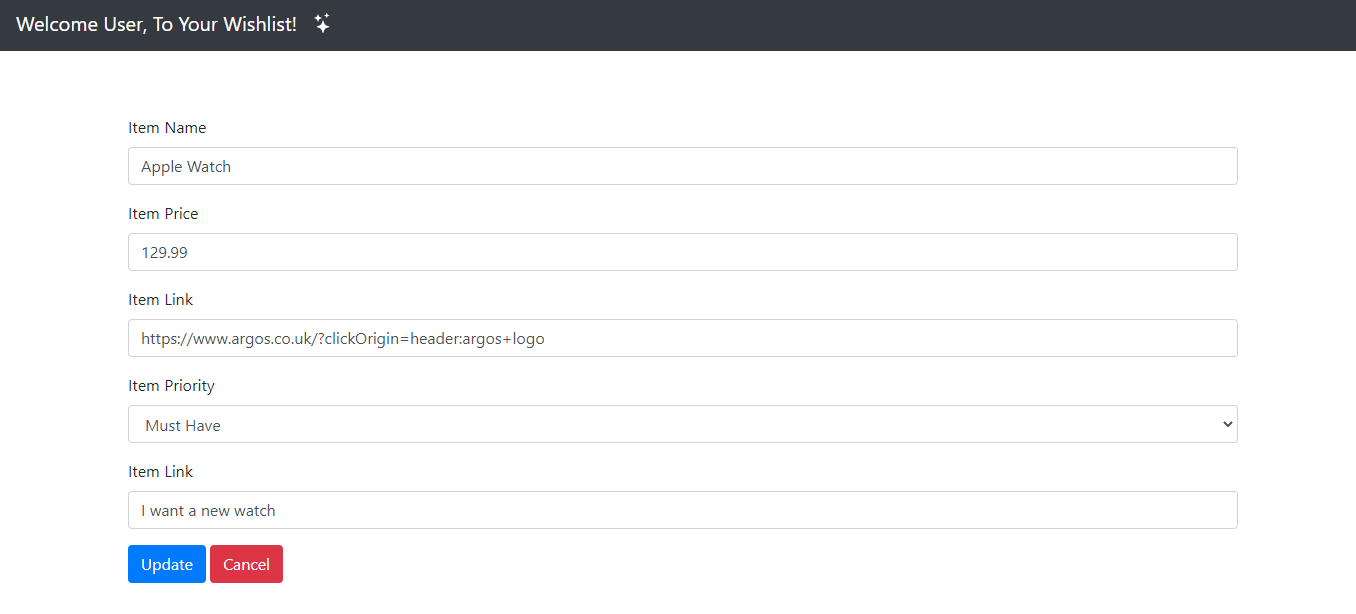 Welcome User, To Your Wishlist!
Item Name
Apple Watch
Item Price
129.99
Item Link
https://www.argos.co.uk/?clickOrigin=header:argos+logo
Item Priority
Must Have
Item Link
I want a new watch
Update Cancel